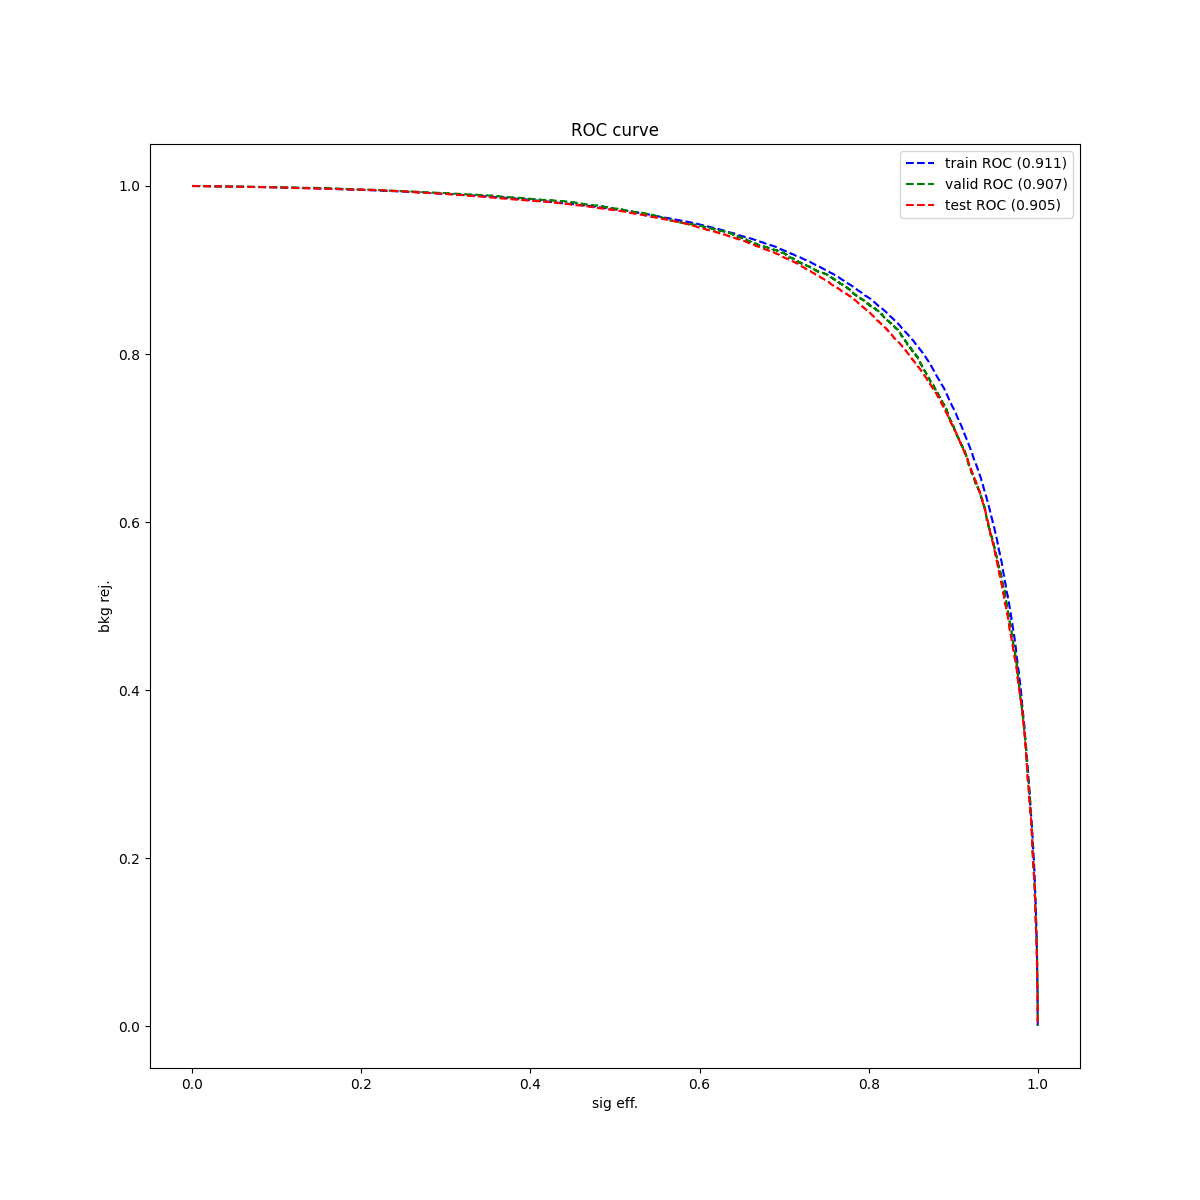 ROC curve
train ROC (0.911)
valid ROC (0.907)
test ROC (0.905)
1.0
0.8
0.6
0.4
0.2
0.0
bkg rej.
0.0 0.2 0.4 0.6 0.8 1.0
sig eff.